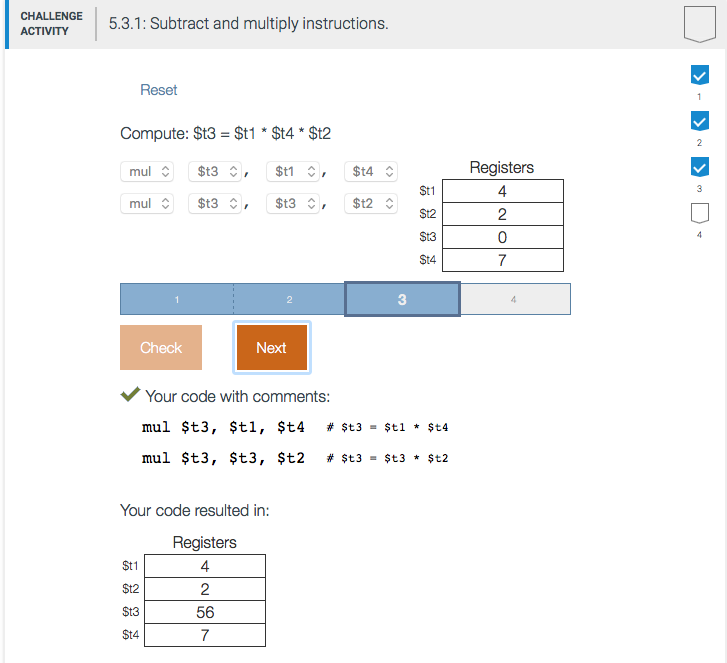 CHALLENGE ACTIVITY
5.3.1: Subtract and multiply instructions.
Reset
1
2
3
4
Compute: $t3 = $t1 * $t4 * $t2
mul $t3 , $t1 , $t4
mul $t3 , $t3 , $t2
Registers
$t1 4
$t2 2
$t3 0
$t4 7
1 2 3 4
Check Next
Your code with comments:
mul $t3, $t1, $t4 # $t3 = $t1 * $t4
mul $t3, $t3, $t2 # $t3 = $t3 * $t2
Your code resulted in:
Registers
$t1 4
$t2 2
$t3 56
$t4 7